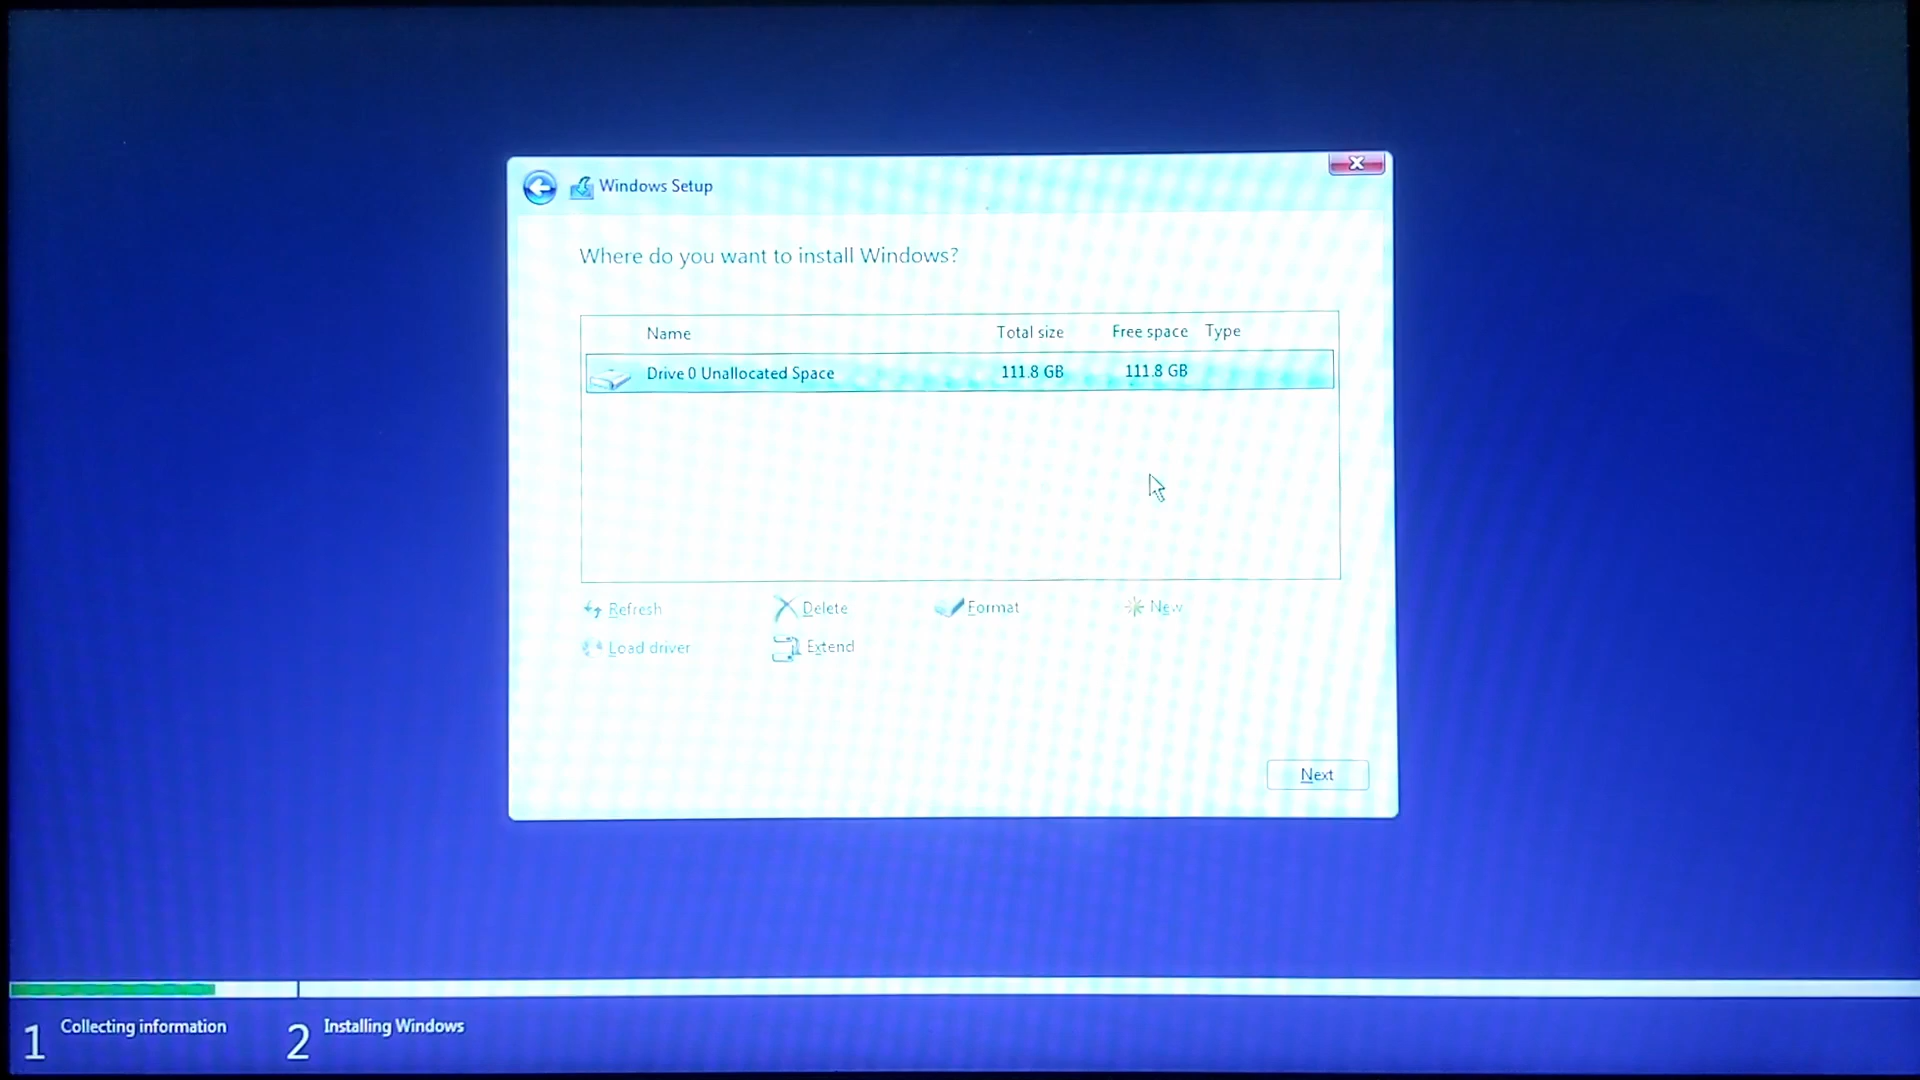 Windows Setup
Where do you want to install Windows?
Name Total size Free space Type
Drive 0 Unallocated Space 111.8 GB 111.8 GB
Refresh Delete Format New
Load driver Extend
Next
1 Collecting information 2 Installing Windows